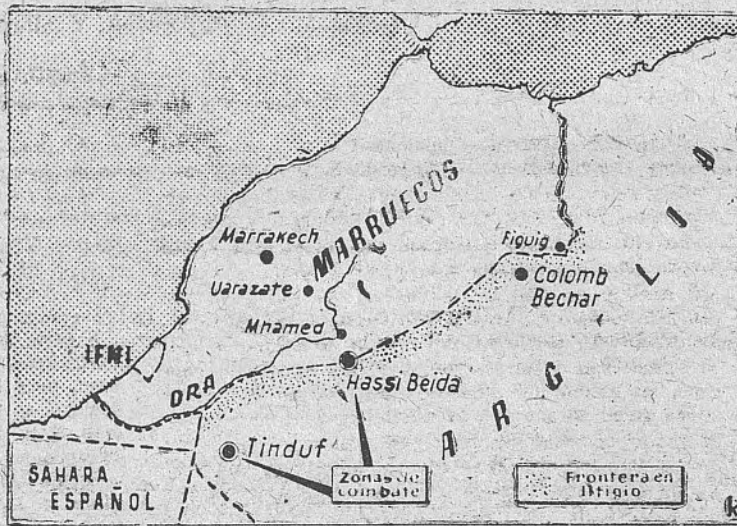 MARRUECOS
Marrakech
Uarazate
Mhamed
Figuig
Colomb
Bechar
IFNI
DRA
Hassi Beida
ARGELIA
Tinduf
SAHARA
ESPAÑOL
Zonas de
combate
Frontera en
litigio